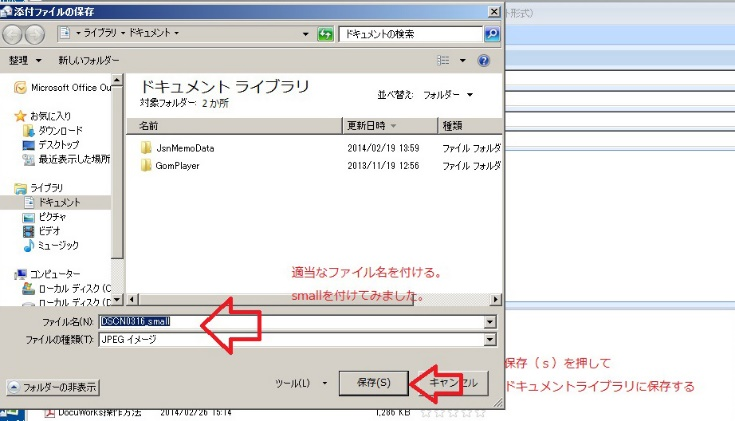 添付ファイルの保存
ト形式）
ライブラリ ドキュメント
ドキュメントの検索
整理 新しいフォルダー
Microsoft Office Ou
お気に入り
ダウンロード
デスクトップ
最近表示した場所
ライブラリ
ドキュメント
ピクチャ
ビデオ
ミュージック
コンピューター
ローカル ディスク (C
ローカル ディスク (D
ドキュメント ライブラリ
対象フォルダー: 2 か所
並べ替え: フォルダー
名前 更新日時 種類
JsnMemoData 2014/02/19 13:59 ファイル フォルダ
GomPlayer 2013/11/19 12:56 ファイル フォルダ
適当なファイル名を付ける。
smallを付けてみました。
ファイル名(N): DSCN0316_small
ファイルの種類(T): JPEG イメージ
フォルダーの非表示
ツール(L) 保存(S) キャンセル
保存（ｓ）を押して
ドキュメントライブラリに保存する
DocuWorks操作方法 2014/02/26 15:14 1,286 KB